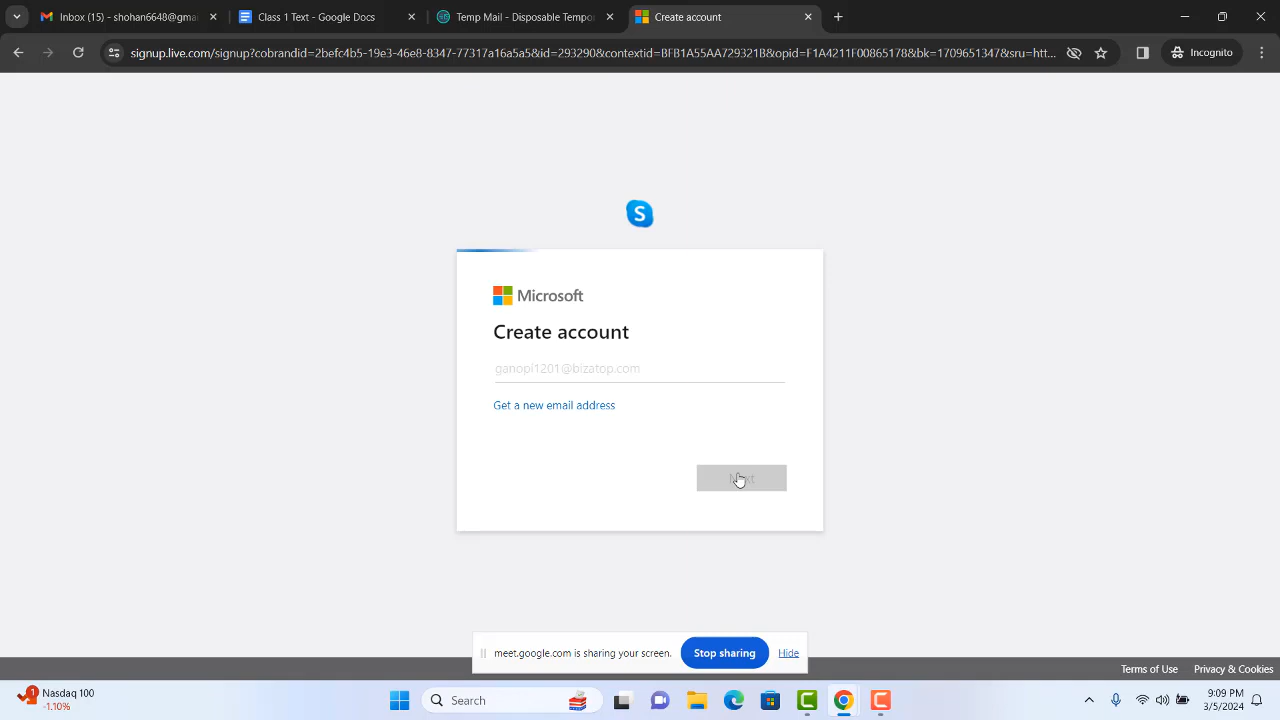 Inbox (15) - shohan6648@gma
Class 1 Text - Google Docs
Temp Mail - Disposable Tempor
Create account
signup.live.com/signup?cobrandid=2befc4b5-19e3-46e8-8347-77317a16a5a5&id=293290&contextid=BFB1A55AA7293218&opid=F1A4211F00865178&bk=1709651347&sru=htt...
Incognito
S
Microsoft
Create account
ganopi1201@bizatop.com
Get a new email address
Next
meet.google.com is sharing your screen.
Stop sharing
Hide
Terms of Use
Privacy & Cookies
1
Nasdaq 100
-1.10%
Search
9:09 PM
3/5/2024